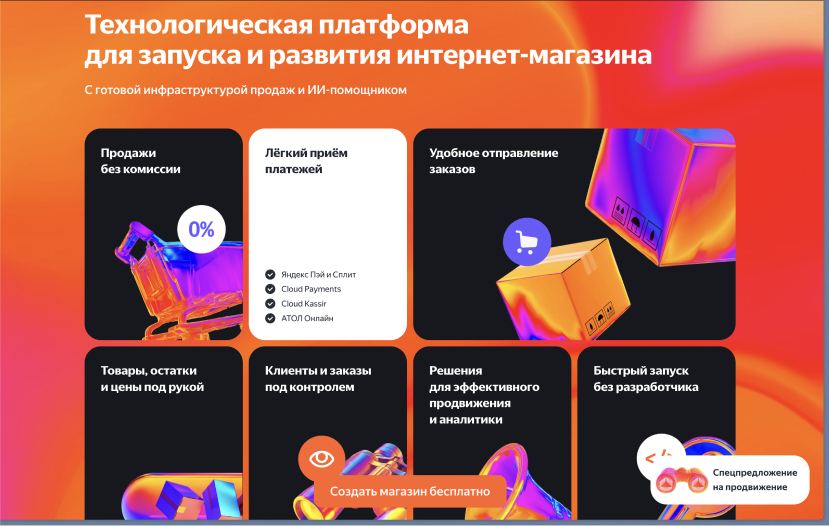 Технологическая платформа
для запуска и развития интернет-магазина
С готовой инфраструктурой продаж и ИИ-помощником
Продажи
без комиссии
0%
Лёгкий приём
платежей
Яндекс Пэй и Сплит
Cloud Payments
Cloud Kassir
АТОЛ Онлайн
Удобное отправление
заказов
Товары, остатки
и цены под рукой
Клиенты и заказы
под контролем
Решения
для эффективного
продвижения
и аналитики
Быстрый запуск
без разработчика
</>
Создать магазин бесплатно
Спецпредложение
на продвижение